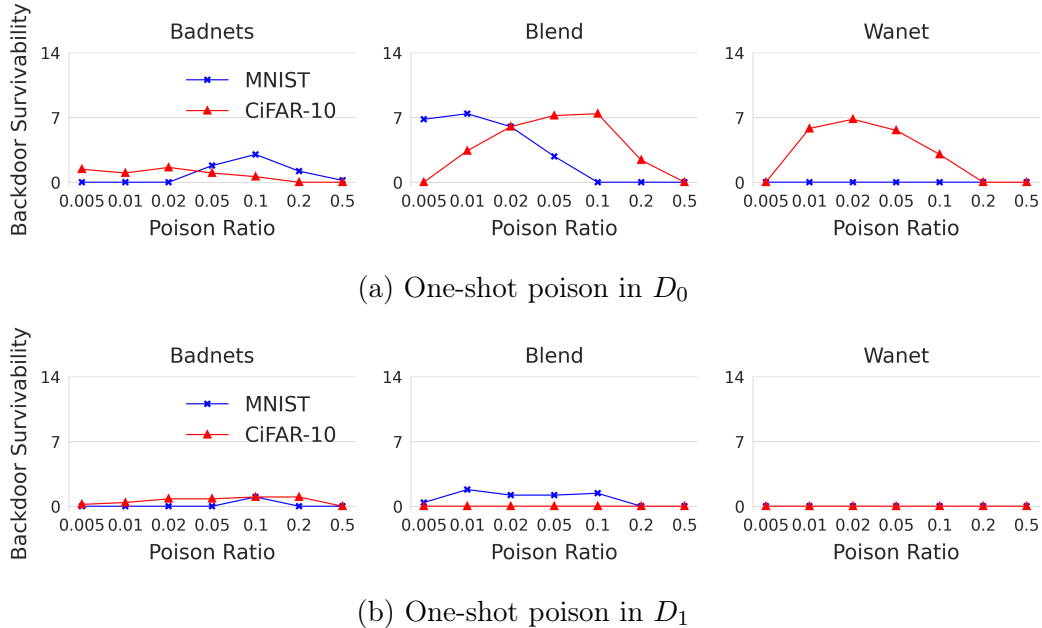 Badnets Blend Wanet
Backdoor Survivability
14 14 14
MNIST
CiFAR-10
7 7 7
0 0 0
0.005 0.01 0.02 0.05 0.1 0.2 0.5 0.005 0.01 0.02 0.05 0.1 0.2 0.5 0.005 0.01 0.02 0.05 0.1 0.2 0.5
Poison Ratio Poison Ratio Poison Ratio
(a) One-shot poison in D₀
Badnets Blend Wanet
Backdoor Survivability
14 14 14
MNIST
CiFAR-10
7 7 7
0 0 0
0.005 0.01 0.02 0.05 0.1 0.2 0.5 0.005 0.01 0.02 0.05 0.1 0.2 0.5 0.005 0.01 0.02 0.05 0.1 0.2 0.5
Poison Ratio Poison Ratio Poison Ratio
(b) One-shot poison in D₁